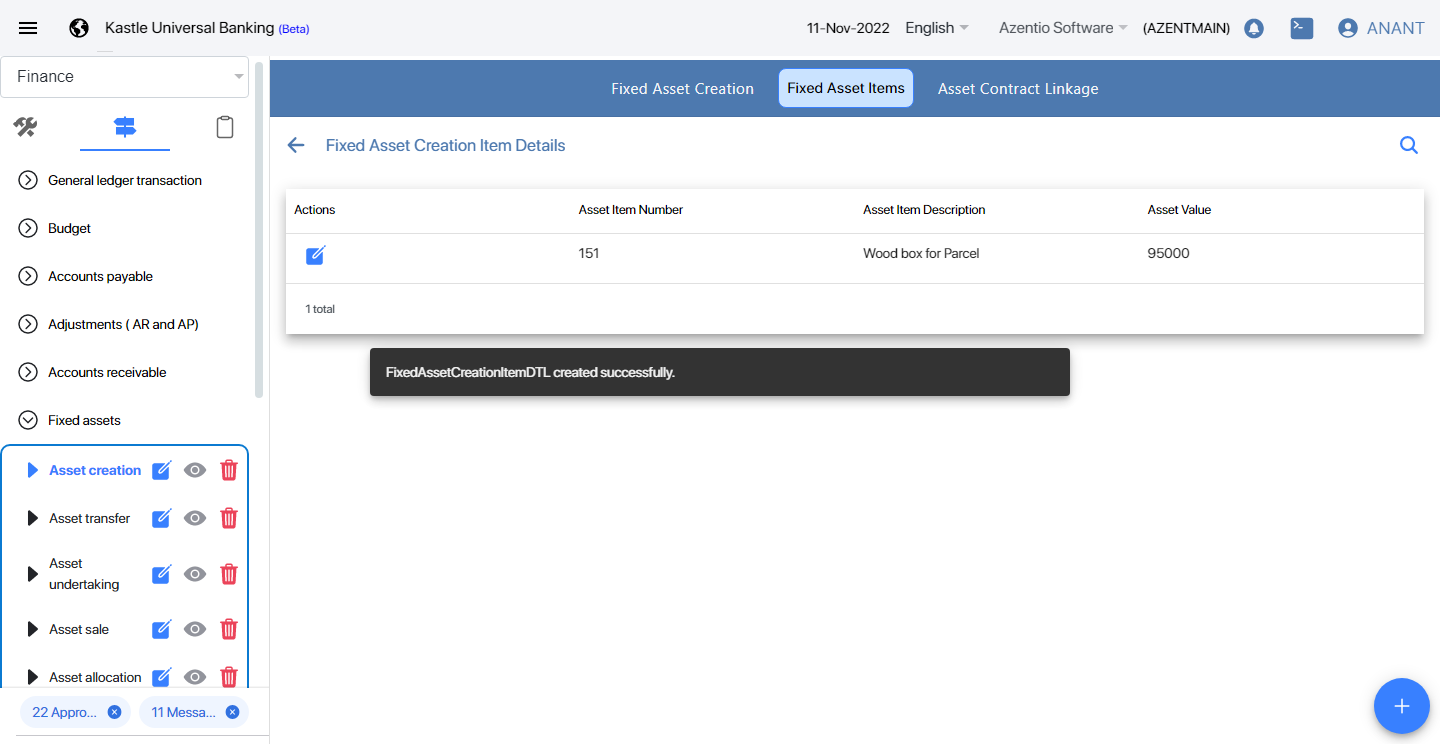 Kastle Universal Banking (Beta)
11-Nov-2022 English Azentio Software (AZENTMAIN) ANANT
Finance
General ledger transaction
Budget
Accounts payable
Adjustments ( AR and AP)
Accounts receivable
Fixed assets
Asset creation
Asset transfer
Asset
undertaking
Asset sale
Asset allocation
22 Appro... 11 Messa...
Fixed Asset Creation Fixed Asset Items Asset Contract Linkage
Fixed Asset Creation Item Details
Actions Asset Item Number Asset Item Description Asset Value
151 Wood box for Parcel 95000
1 total
FixedAssetCreationItemDTL created successfully.